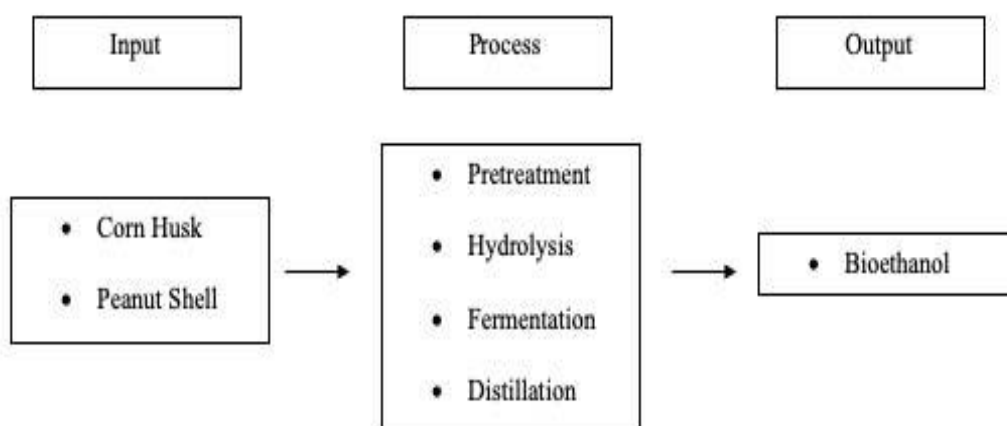 Input
Process
Output
• Corn Husk
• Peanut Shell
• Pretreatment
• Hydrolysis
• Fermentation
• Distillation
• Bioethanol